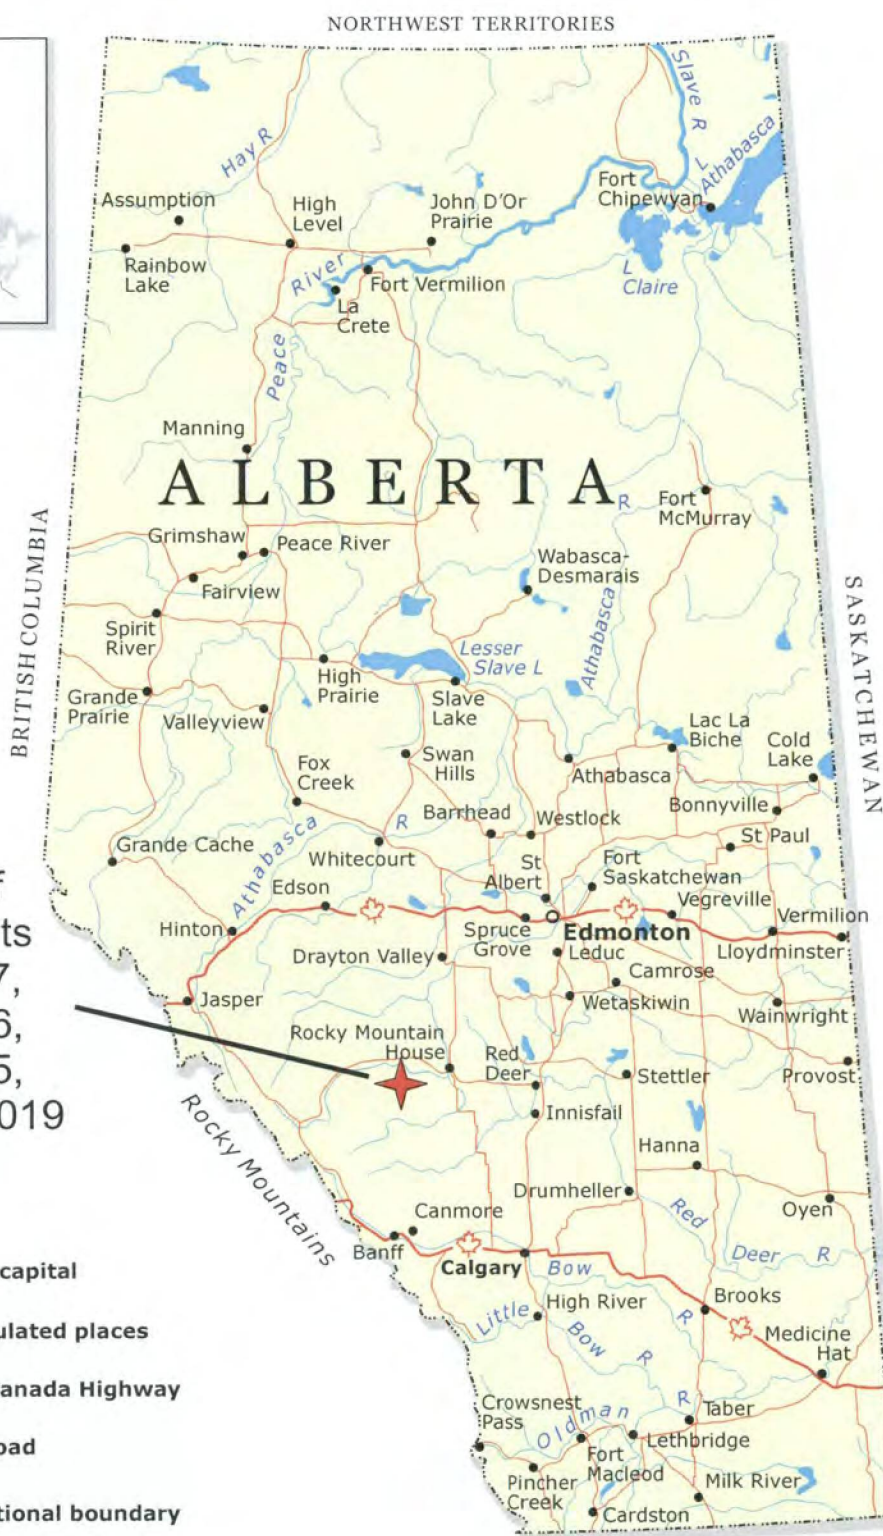 NORTHWEST TERRITORIES
Slave R
L Athabasca
Hay R
Assumption
High
Level
John D'Or
Prairie
Fort
Chipewyan
Rainbow
Lake
River
Fort Vermilion
L
Claire
La
Crete
Peace
Manning
ALBERTA
R
Fort
McMurray
BRITISH COLUMBIA
Grimshaw
Peace River
Wabasca-
Desmarais
Fairview
SASKATCHEWAN
Athabasca
Spirit
River
Lesser
Slave L
High
Prairie
Grande
Prairie
Valleyview
Slave
Lake
Lac La
Biche
Cold
Lake
Swan
Hills
Fox
Creek
Athabasca
Bonnyville
Barrhead
Westlock
Athabasca
R
St Paul
Grande Cache
Whitecourt
St
Albert
Fort
Saskatchewan
Edson
Vegreville
Vermilion
Hinton
Spruce
Grove
Edmonton
Lloydminster
Drayton Valley
Leduc
Camrose
Wetaskiwin
Wainwright
ts
7,
6,
5,
019
Jasper
Rocky Mountain
House
Red
Deer
Stettler
Provost
Innisfail
Rocky Mountains
Hanna
Drumheller
Oyen
Canmore
Red
Deer R
Banff
Calgary
Bow
capital
Little
High River
R
Brooks
Bow
R
Medicine
Hat
ulated places
anada Highway
Crowsnest
Pass
Oldman
R
Taber
Lethbridge
oad
Fort
Macleod
Pincher
Creek
Milk River
Cardston
tional boundary